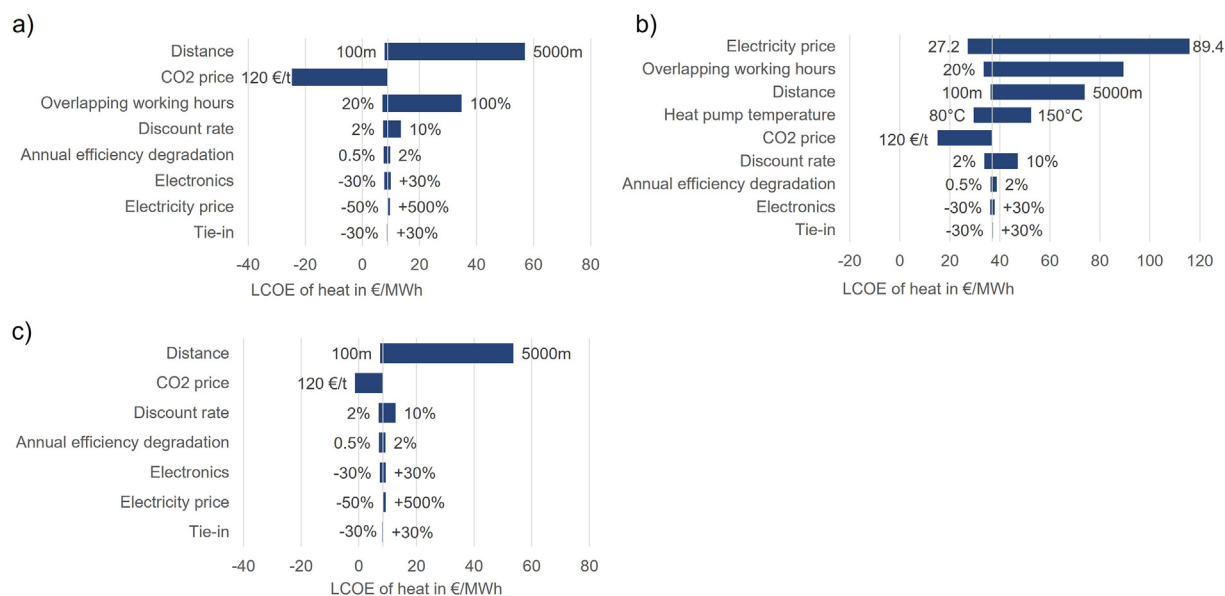 a)
Distance 100m 5000m
CO2 price 120 €/t
Overlapping working hours 20% 100%
Discount rate 2% 10%
Annual efficiency degradation 0.5% 2%
Electronics -30% +30%
Electricity price -50% +500%
Tie-in -30% +30%
-40 -20 0 20 40 60 80
LCOE of heat in €/MWh
b)
Electricity price 27.2 89.4
Overlapping working hours 20%
Distance 100m 5000m
Heat pump temperature 80°C 150°C
CO2 price 120 €/t
Discount rate 2% 10%
Annual efficiency degradation 0.5% 2%
Electronics -30% +30%
Tie-in -30% +30%
-20 0 20 40 60 80 100 120
LCOE of heat in €/MWh
c)
Distance 100m 5000m
CO2 price 120 €/t
Discount rate 2% 10%
Annual efficiency degradation 0.5% 2%
Electronics -30% +30%
Electricity price -50% +500%
Tie-in -30% +30%
-40 -20 0 20 40 60 80
LCOE of heat in €/MWh